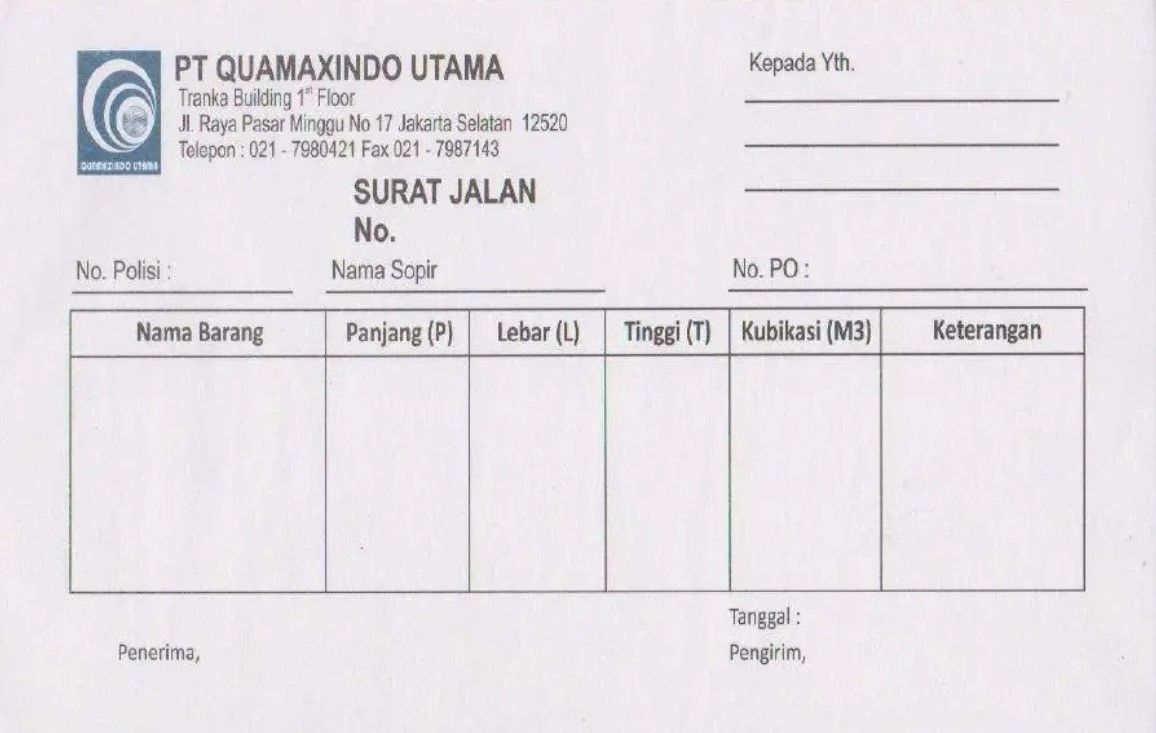 PT QUAMAXINDO UTAMA
Tranka Building 1st Floor
Jl. Raya Pasar Minggu No 17 Jakarta Selatan 12520
Telepon : 021 - 7980421 Fax 021 - 7987143
QUAMAXINDO UTAMA
Kepada Yth.
SURAT JALAN
No.
No. Polisi :
Nama Sopir
No. PO :
Nama Barang Panjang (P) Lebar (L) Tinggi (T) Kubikasi (M3) Keterangan
Tanggal :
Penerima,
Pengirim,